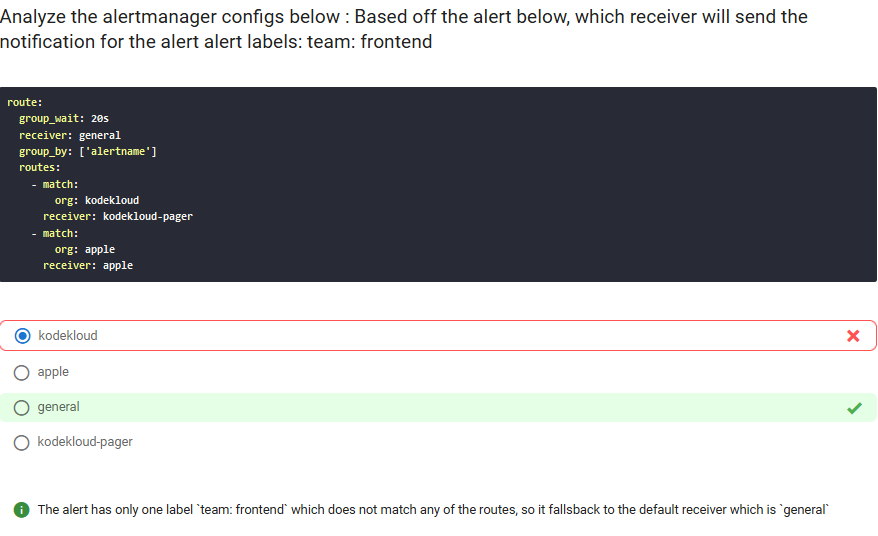 Analyze the alertmanager configs below : Based off the alert below, which receiver will send the
notification for the alert alert labels: team: frontend
route:
  group_wait: 20s
  receiver: general
  group_by: ['alertname']
  routes:
    - match:
        org: kodekloud
      receiver: kodekloud-pager
    - match:
        org: apple
      receiver: apple
kodekloud
apple
general
kodekloud-pager
The alert has only one label `team: frontend` which does not match any of the routes, so it fallsback to the default receiver which is `general`